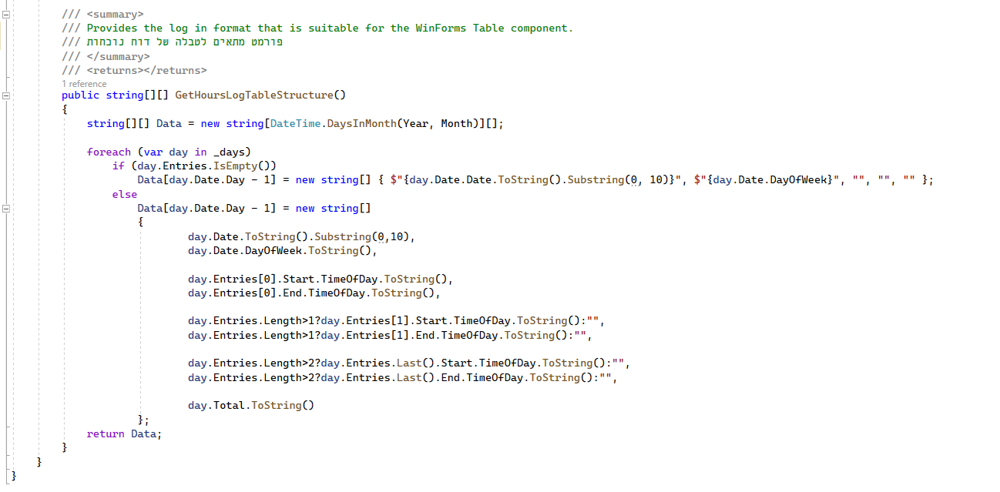 /// <summary>
/// Provides the log in format that is suitable for the WinForms Table component.
/// פורמט מתאים לטבלה של דוח נוכחות
/// </summary>
/// <returns></returns>
1 reference
public string[][] GetHoursLogTableStructure()
{
string[][] Data = new string[DateTime.DaysInMonth(Year, Month)][];
foreach (var day in _days)
if (day.Entries.IsEmpty())
Data[day.Date.Day - 1] = new string[] { $"{day.Date.Date.ToString().Substring(0, 10)}", $"{day.Date.DayOfWeek}", "", "", "" };
else
Data[day.Date.Day - 1] = new string[]
{
day.Date.ToString().Substring(0,10),
day.Date.DayOfWeek.ToString(),
day.Entries[0].Start.TimeOfDay.ToString(),
day.Entries[0].End.TimeOfDay.ToString(),
day.Entries.Length>1?day.Entries[1].Start.TimeOfDay.ToString():"",
day.Entries.Length>1?day.Entries[1].End.TimeOfDay.ToString():"",
day.Entries.Length>2?day.Entries.Last().Start.TimeOfDay.ToString():"",
day.Entries.Length>2?day.Entries.Last().End.TimeOfDay.ToString():"",
day.Total.ToString()
};
return Data;
}
}
}